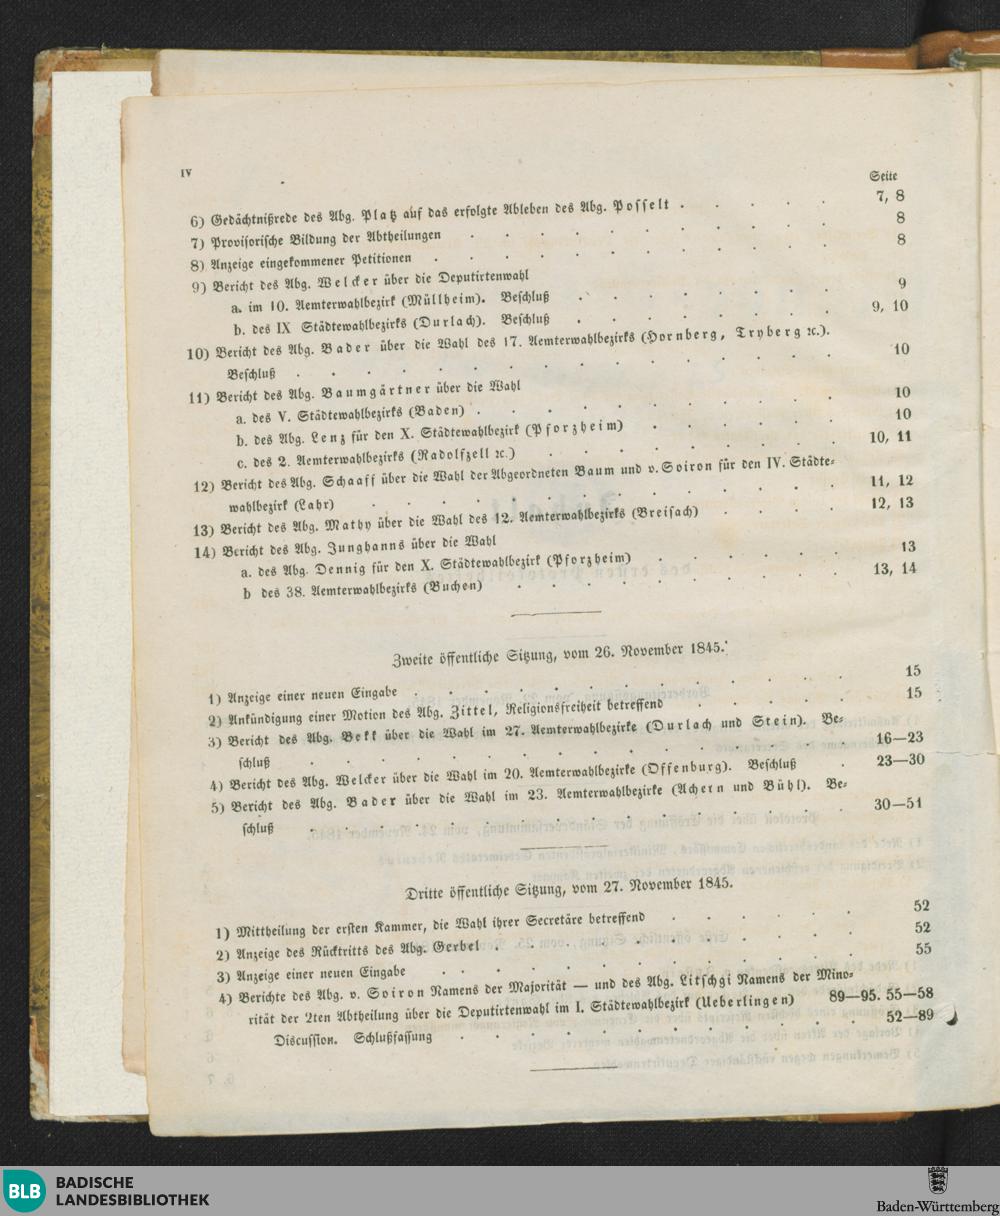 IV
Seite
6) Gedächtnißrede des Abg. Platz auf das erfolgte Ableben des Abg. Posselt . . . . . 7, 8
7) Provisorische Bildung der Abtheilungen . . . . . . . . . . 8
8) Anzeige eingekommener Petitionen . . . . . . . . . . 8
9) Bericht des Abg. Welcker über die Deputirtenwahl
a. im 10. Aemterwahlbezirk (Müllheim). Beschluß . . . . . . . 9
b. des IX Städtewahlbezirks (Durlach). Beschluß . . . . . . . 9, 10
10) Bericht des Abg. Bader über die Wahl des 17. Aemterwahlbezirks (Hornberg, Tryberg ꝛc.).
Beschluß . . . . . . . . . . . . . 10
11) Bericht des Abg. Baumgärtner über die Wahl
a. des V. Städtewahlbezirks (Baden) . . . . . . . . . 10
b. des Abg. Lenz für den X. Städtewahlbezirk (Pforzheim) . . . . . 10
c. des 2. Aemterwahlbezirks (Radolfzell ꝛc.) . . . . . . . 10, 11
12) Bericht des Abg. Schaaff über die Wahl der Abgeordneten Baum und v. Soiron für den IV. Städte-
wahlbezirk (Lahr) . . . . . . . . . . 11, 12
13) Bericht des Abg. Mathy über die Wahl des 12. Aemterwahlbezirks (Breisach) . . . . 12, 13
14) Bericht des Abg. Junghanns über die Wahl
a. des Abg. Dennig für den X. Städtewahlbezirk (Pforzheim) . . . . . 13
b des 38. Aemterwahlbezirks (Buchen) . . . . . . . . 13, 14
Zweite öffentliche Sitzung, vom 26. November 1845.
1) Anzeige einer neuen Eingabe . . . . . . . . . . . 15
2) Ankündigung einer Motion des Abg. Zittel, Religionsfreiheit betreffend . . . . . 15
3) Bericht des Abg. Bekk über die Wahl im 27. Aemterwahlbezirke (Durlach und Stein). Be-
schluß . . . . . . . . . . . . . 16—23
4) Bericht des Abg. Welcker über die Wahl im 20. Aemterwahlbezirke (Offenburg). Beschluß . 23—30
5) Bericht des Abg. Bader über die Wahl im 23. Aemterwahlbezirke (Achern und Bühl). Be-
schluß . . . . . . . . . . . . . 30—51
Dritte öffentliche Sitzung, vom 27. November 1845.
1) Mittheilung der ersten Kammer, die Wahl ihrer Secretäre betreffend . . . . . 52
2) Anzeige des Rücktritts des Abg. Gerbel . . . . . . . . . 52
3) Anzeige einer neuen Eingabe . . . . . . . . . . 55
4) Berichte des Abg. v. Soiron Namens der Majorität — und des Abg. Litschgi Namens der Mino-
rität der 2ten Abtheilung über die Deputirtenwahl im I. Städtewahlbezirk (Ueberlingen) 89—95. 55—58
Discussion. Schlußfassung . . . . . . . . . 52—89
BLB
BADISCHE
LANDESBIBLIOTHEK
Baden-Württemberg